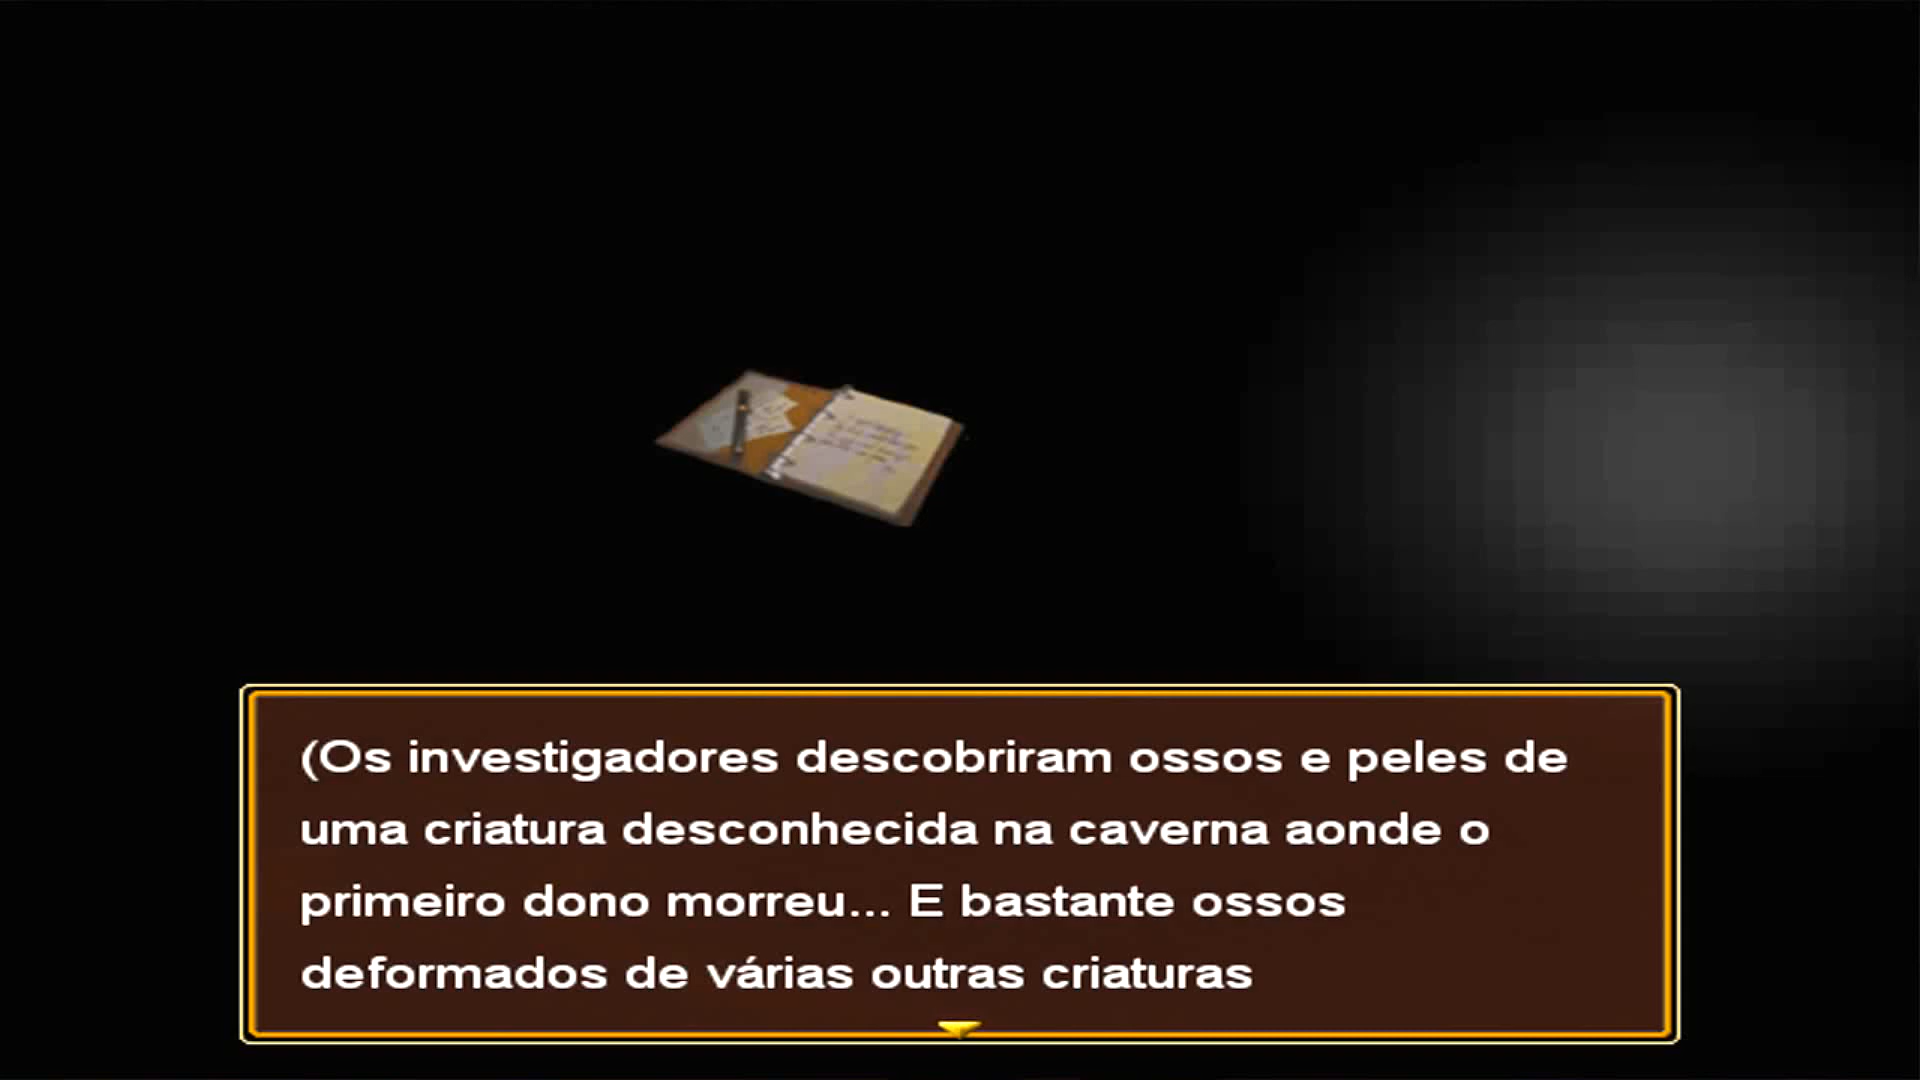 (Os investigadores descobriram ossos e peles de
uma criatura desconhecida na caverna aonde o
primeiro dono morreu... E bastante ossos
deformados de várias outras criaturas